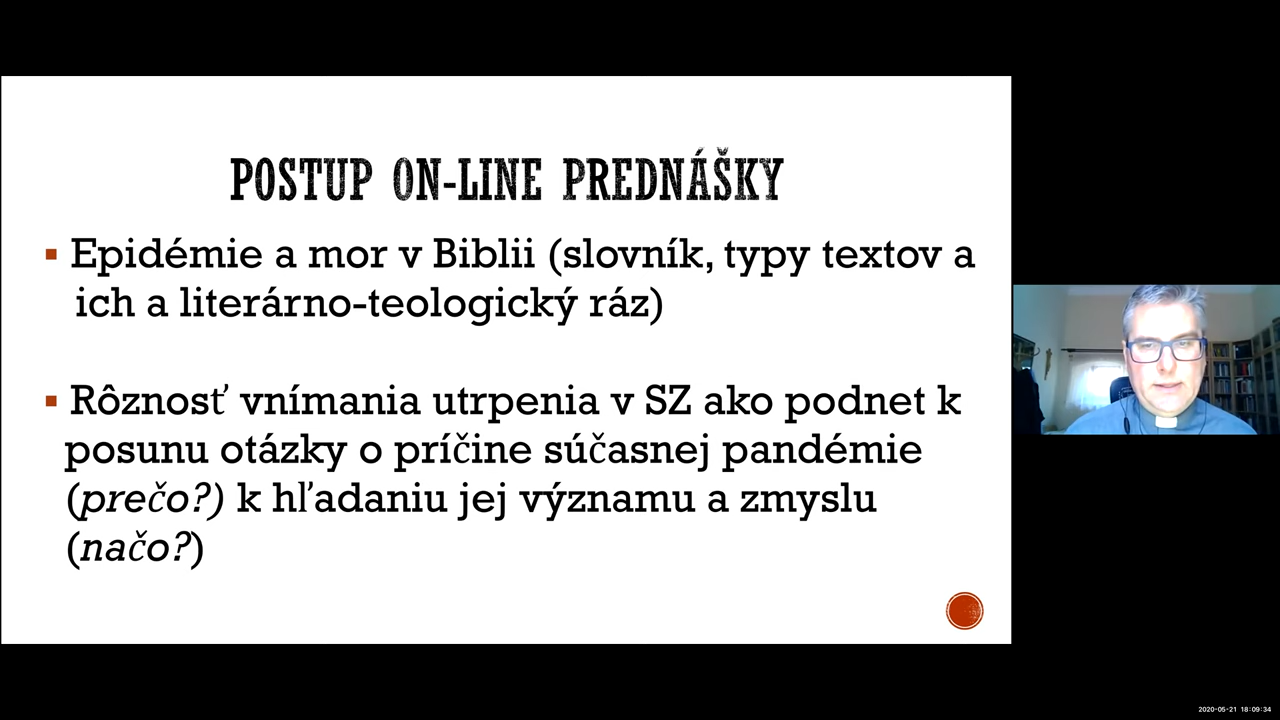 POSTUP ON-LINE PREDNÁŠKY
▪ Epidémie a mor v Biblii (slovník, typy textov a
ich a literárno-teologický ráz)
▪ Rôznosť vnímania utrpenia v SZ ako podnet k
posunu otázky o príčine súčasnej pandémie
(prečo?) k hľadaniu jej významu a zmyslu
(načo?)
2020-05-21 18:09:34